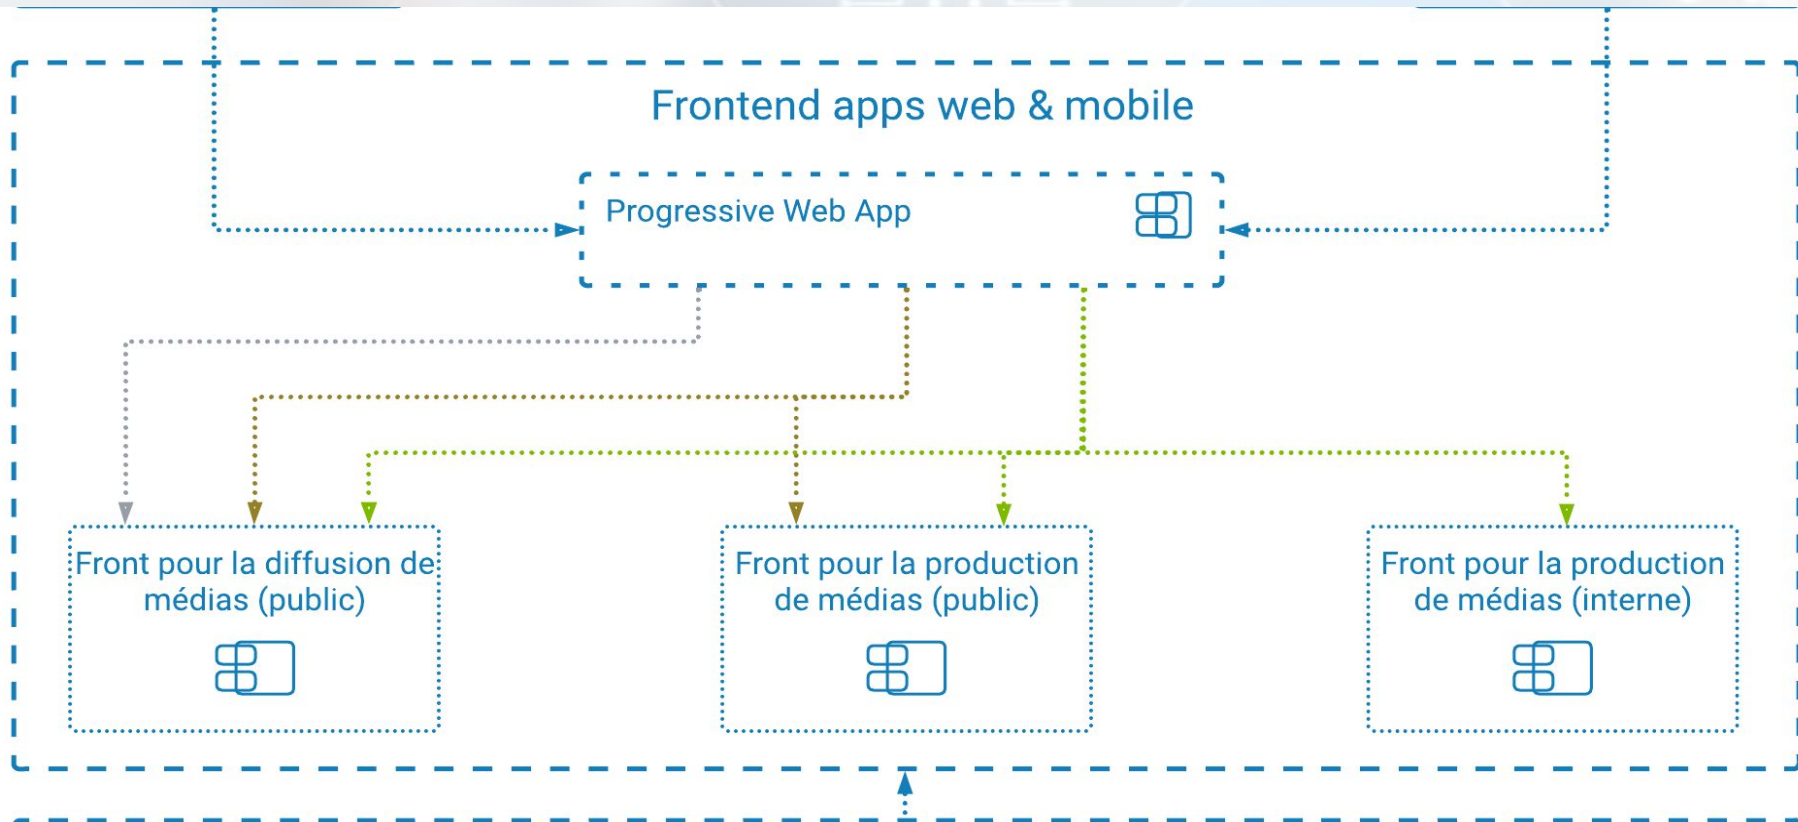 Frontend apps web & mobile
Progressive Web App
Front pour la diffusion de
médias (public)
Front pour la production
de médias (public)
Front pour la production
de médias (interne)